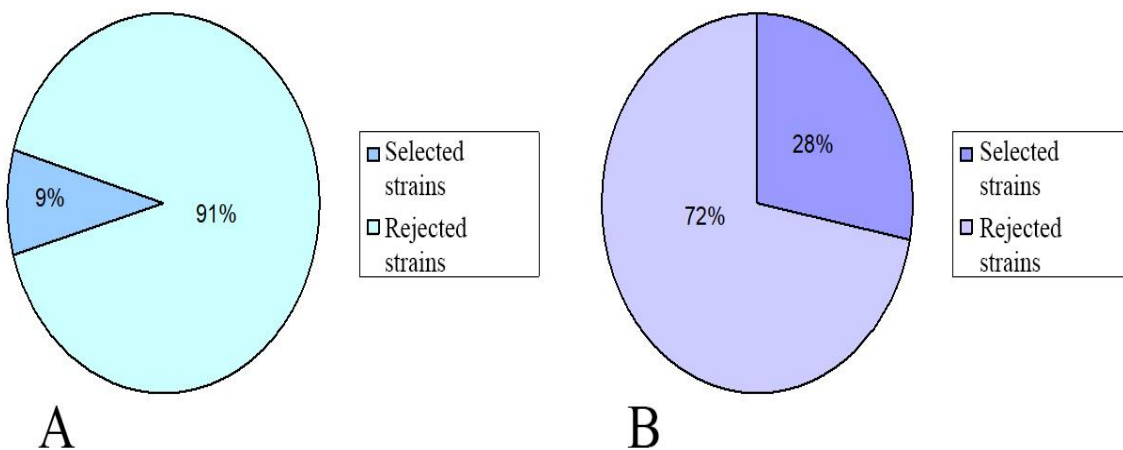 9%
91%
Selected
strains
Rejected
strains
A
28%
72%
Selected
strains
Rejected
strains
B